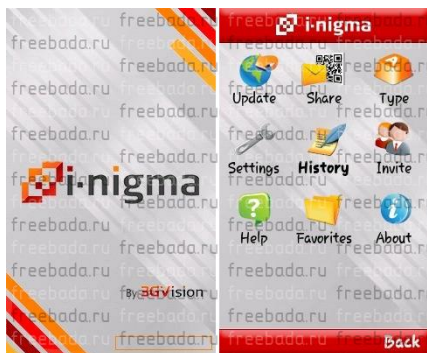 i-nigma
By 3GVision
i-nigma
Update Share Type
Settings History Invite
Help Favorites About
Back
freebada.ru